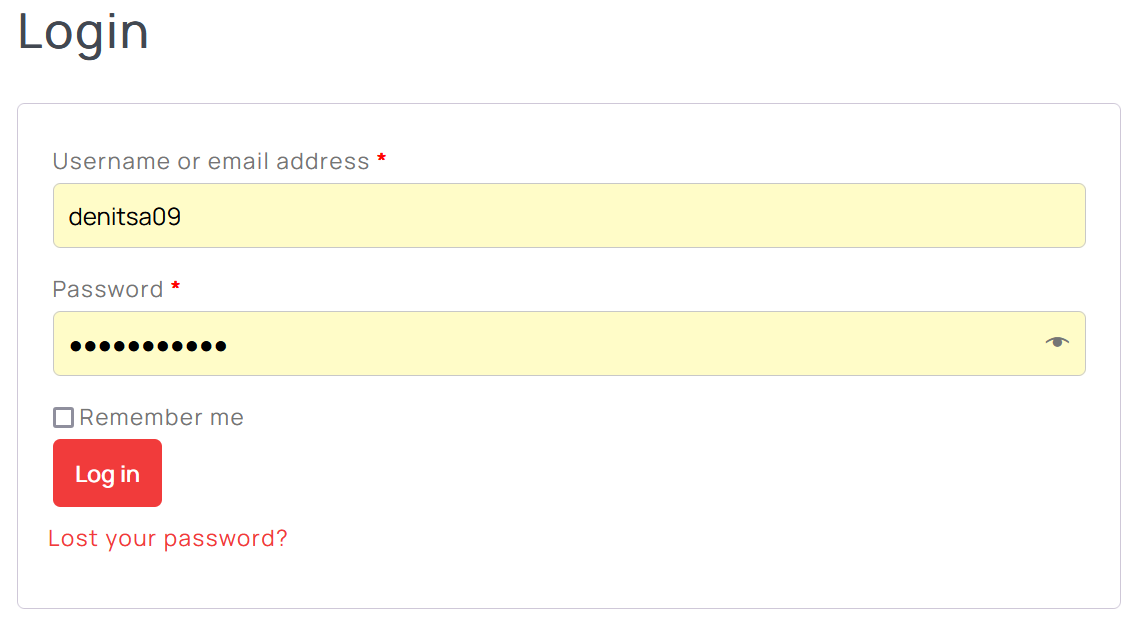 Login
Username or email address *
denitsa09
Password *
•••••••••••
Remember me
Log in
Lost your password?